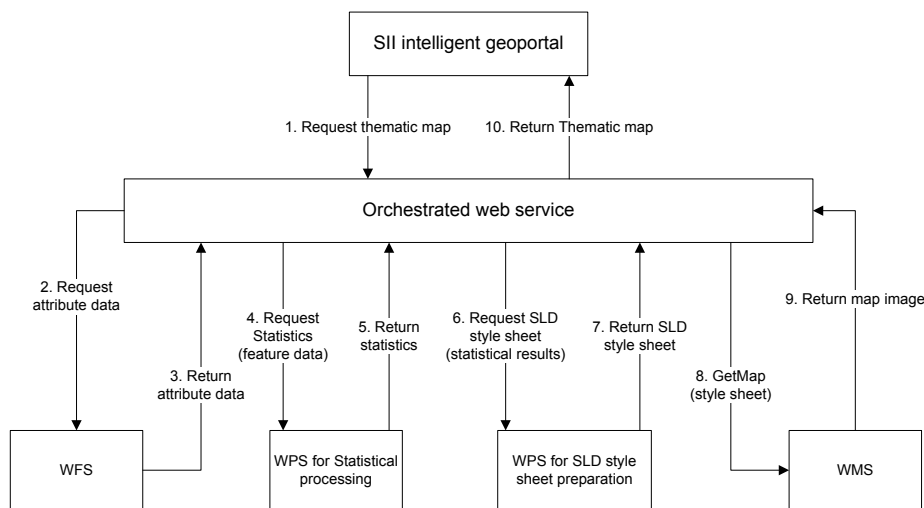 SII intelligent geoportal
1. Request thematic map
10. Return Thematic map
Orchestrated web service
2. Request
attribute data
3. Return
attribute data
4. Request
Statistics
(feature data)
5. Return
statistics
6. Request SLD
style sheet
(statistical results)
7. Return SLD
style sheet
8. GetMap
(style sheet)
9. Return map image
WFS
WPS for Statistical
processing
WPS for SLD style
sheet preparation
WMS